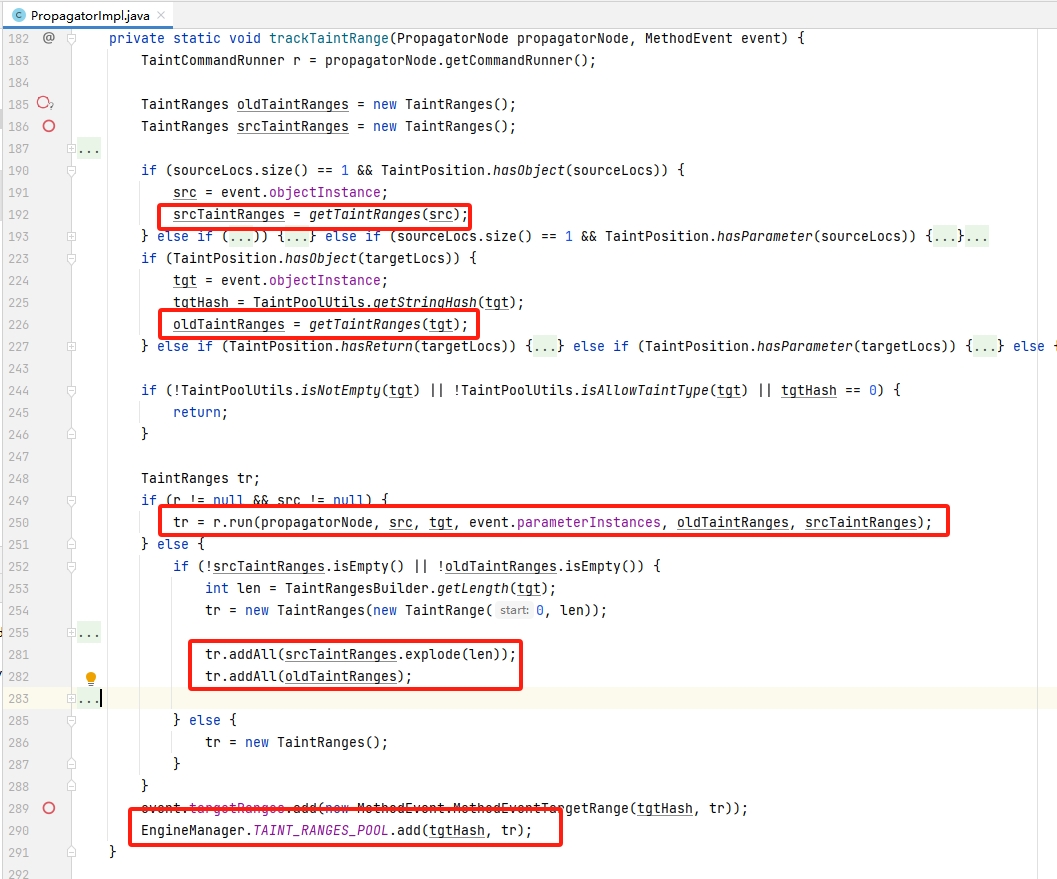 PropagatorImpl.java
182 @ private static void trackTaintRange(PropagatorNode propagatorNode, MethodEvent event) {
183 TaintCommandRunner r = propagatorNode.getCommandRunner();
184
185 TaintRanges oldTaintRanges = new TaintRanges();
186 TaintRanges srcTaintRanges = new TaintRanges();
187 ...
190 if (sourceLocs.size() == 1 && TaintPosition.hasObject(sourceLocs)) {
191 src = event.objectInstance;
192 srcTaintRanges = getTaintRanges(src);
193 } else if (...)) {...} else if (sourceLocs.size() == 1 && TaintPosition.hasParameter(sourceLocs)) {...}...
223 if (TaintPosition.hasObject(targetLocs)) {
224 tgt = event.objectInstance;
225 tgtHash = TaintPoolUtils.getStringHash(tgt);
226 oldTaintRanges = getTaintRanges(tgt);
227 } else if (TaintPosition.hasReturn(targetLocs)) {...} else if (TaintPosition.hasParameter(targetLocs)) {...} else {
243
244 if (!TaintPoolUtils.isNotEmpty(tgt) || !TaintPoolUtils.isAllowTaintType(tgt) || tgtHash == 0) {
245 return;
246 }
247
248 TaintRanges tr;
249 if (r != null && src != null) {
250 tr = r.run(propagatorNode, src, tgt, event.parameterInstances, oldTaintRanges, srcTaintRanges);
251 } else {
252 if (!srcTaintRanges.isEmpty() || !oldTaintRanges.isEmpty()) {
253 int len = TaintRangesBuilder.getLength(tgt);
254 tr = new TaintRanges(new TaintRange( start: 0, len));
255 ...
281 tr.addAll(srcTaintRanges.explode(len));
282 tr.addAll(oldTaintRanges);
283 ...
285 } else {
286 tr = new TaintRanges();
287 }
288 }
289 event.targetRanges.add(new MethodEvent.MethodEventTargetRange(tgtHash, tr));
290 EngineManager.TAINT_RANGES_POOL.add(tgtHash, tr);
291 }
292